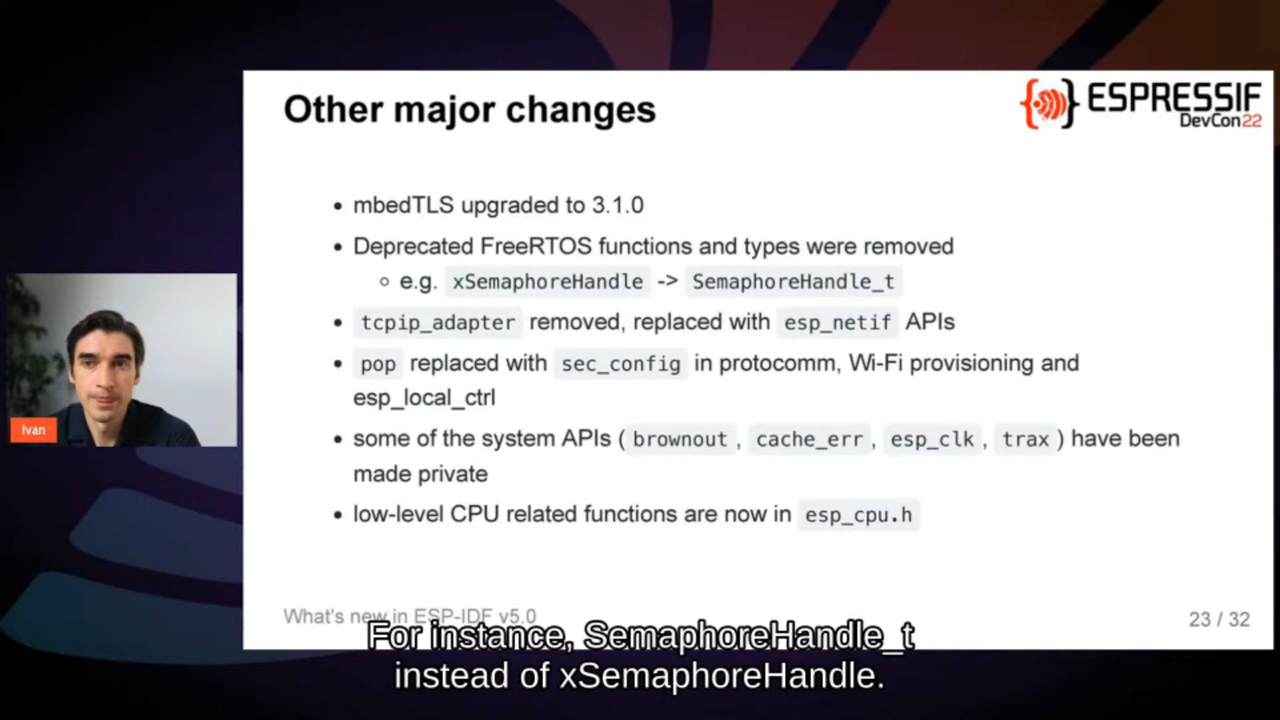 Other major changes
ESPRESSIF
DevCon22
• mbedTLS upgraded to 3.1.0
• Deprecated FreeRTOS functions and types were removed
○ e.g. xSemaphoreHandle -> SemaphoreHandle_t
• tcpip_adapter removed, replaced with esp_netif APIs
• pop replaced with sec_config in protocomm, Wi-Fi provisioning and
esp_local_ctrl
• some of the system APIs ( brownout , cache_err , esp_clk , trax ) have been
made private
• low-level CPU related functions are now in esp_cpu.h
Ivan
What's new in ESP-IDF v5.0
23 / 32
For instance, SemaphoreHandle_t
instead of xSemaphoreHandle.